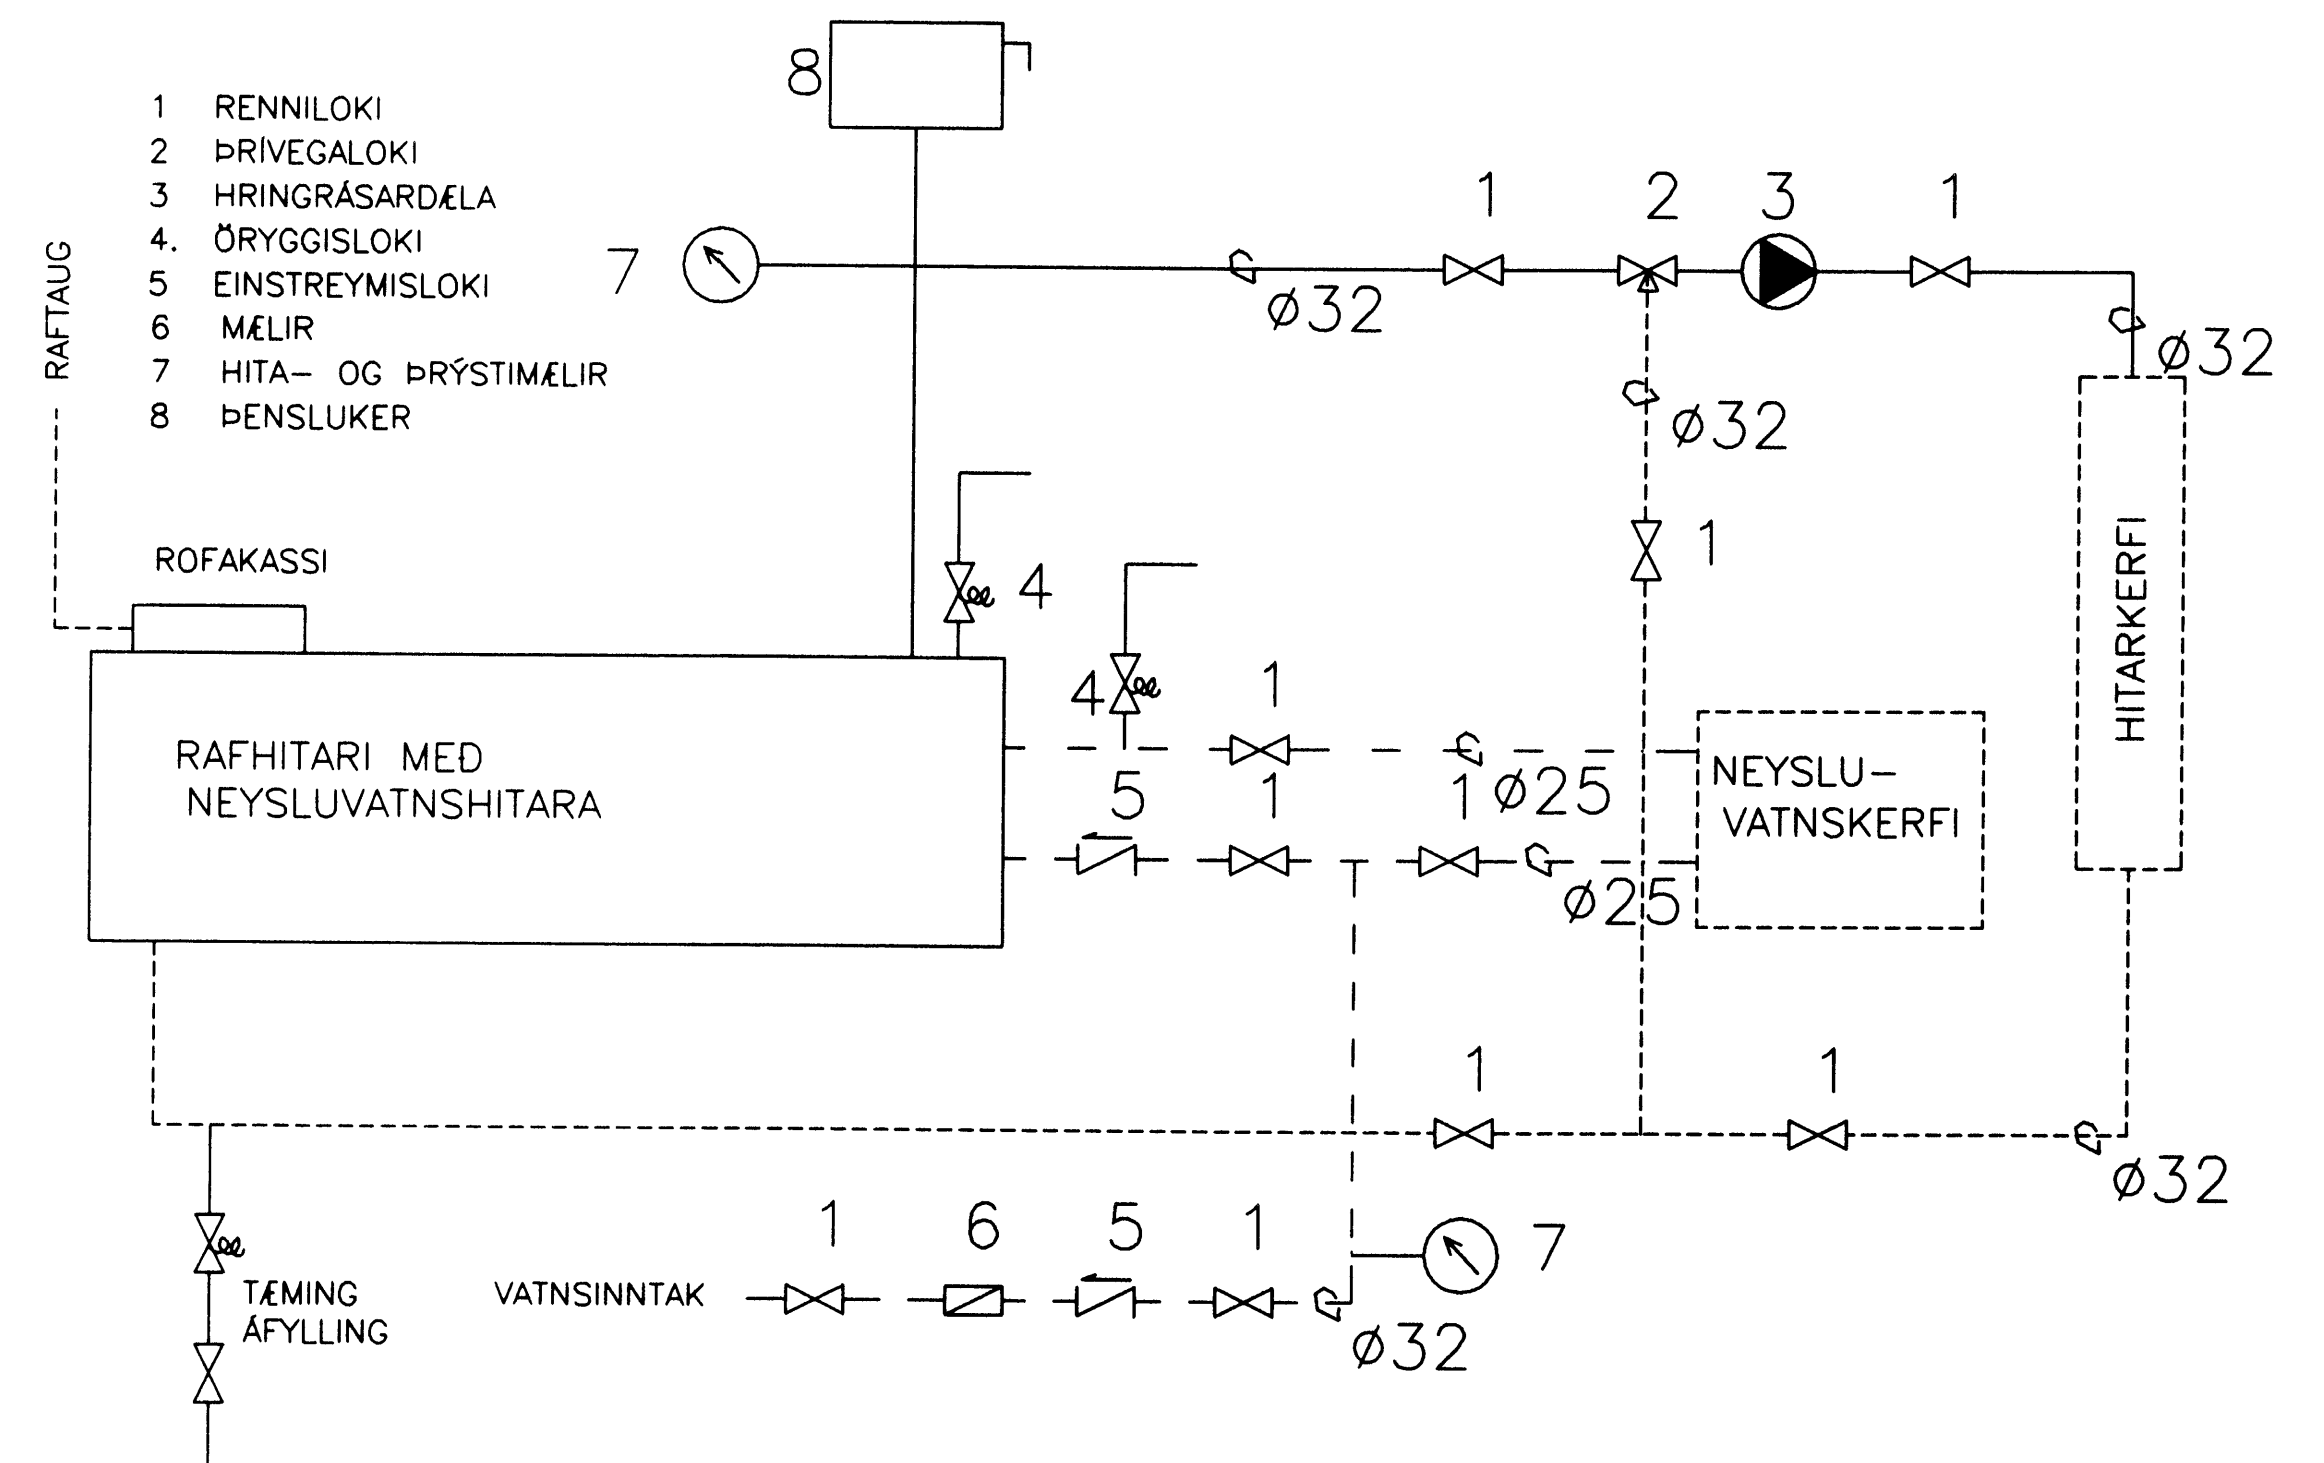 8
1 RENNILOKI
2 ÞRÍVEGALOKI
3 HRINGRÁSARDÆLA
4. ÖRYGGISLOKI
5 EINSTREYMISLOKI
6 MÆLIR
7 HITA- OG ÞRÝSTIMÆLIR
8 ÞENSLUKER
RAFTAUG
1 2 3 1
7
ø32
ø32
ø32
1
ROFAKASSI
4
4
1
HITARKERFI
RAFHITARI MEÐ
NEYSLUVATNSHITARA
5 1 1 ø25
NEYSLU-
VATNSKERFI
ø25
1 1
ø32
1 6 5 1
7
TÆMING
ÁFYLLING
VATNSINNTAK
ø32